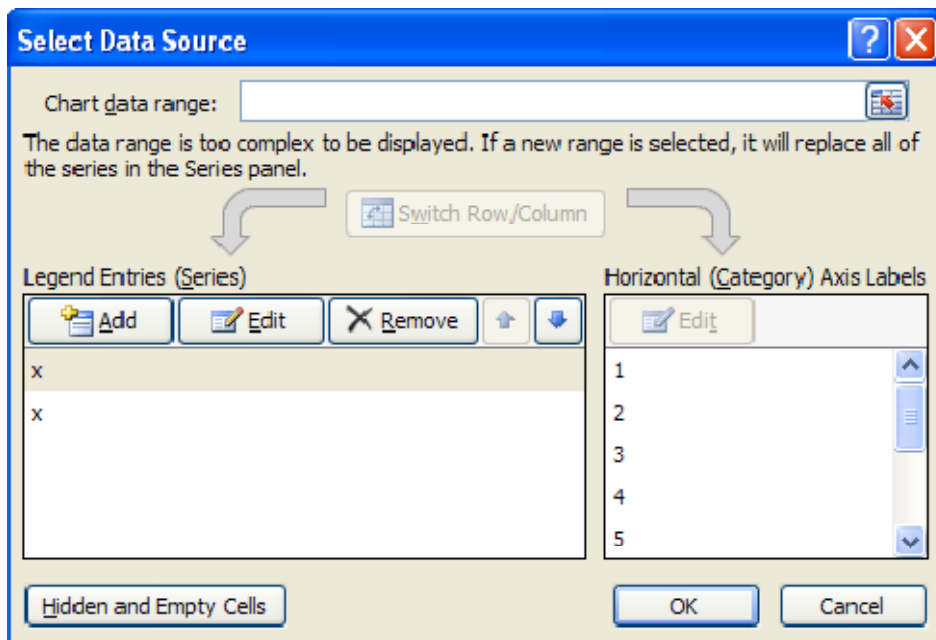 Select Data Source
Chart data range:
The data range is too complex to be displayed. If a new range is selected, it will replace all of
the series in the Series panel.
Switch Row/Column
Legend Entries (Series)
Horizontal (Category) Axis Labels
Add Edit Remove
Edit
x
x
1
2
3
4
5
Hidden and Empty Cells
OK
Cancel